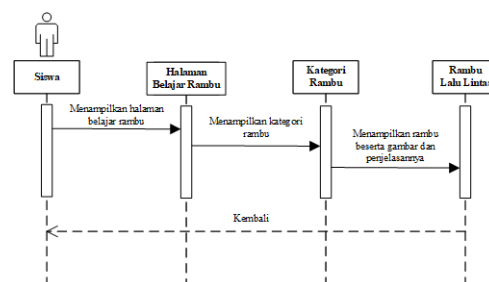 Siswa
Halaman
Belajar Rambu
Kategori
Rambu
Rambu
Lalu Lintas
Menampilkan halaman
belajar rambu
Menampilkan kategori
rambu
Menampilkan rambu
beserta gambar dan
penjelasannya
Kembali